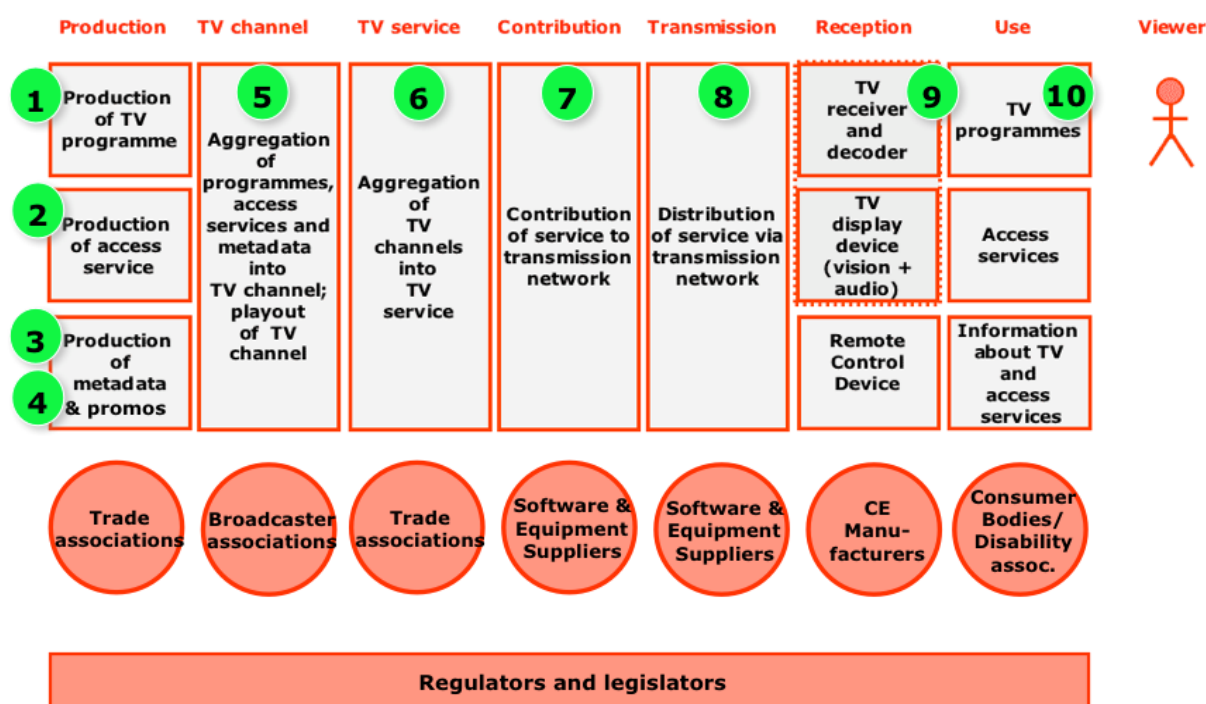 Production
TV channel
TV service
Contribution
Transmission
Reception
Use
Viewer
1
Production
of TV
programme
2
Production
of access
service
3
4
Production
of
metadata
& promos
5
Aggregation
of
programmes,
access
services and
metadata
into
TV channel;
playout
of TV
channel
6
Aggregation
of
TV
channels
into
TV
service
7
Contribution
of service to
transmission
network
8
Distribution
of service via
transmission
network
9
TV
receiver
and
decoder
TV
display
device
(vision +
audio)
Remote
Control
Device
10
TV
programmes
Access
services
Information
about TV
and
access
services
Trade
associations
Broadcaster
associations
Trade
associations
Software &
Equipment
Suppliers
Software &
Equipment
Suppliers
CE
Manu-
facturers
Consumer
Bodies/
Disability
assoc.
Regulators and legislators